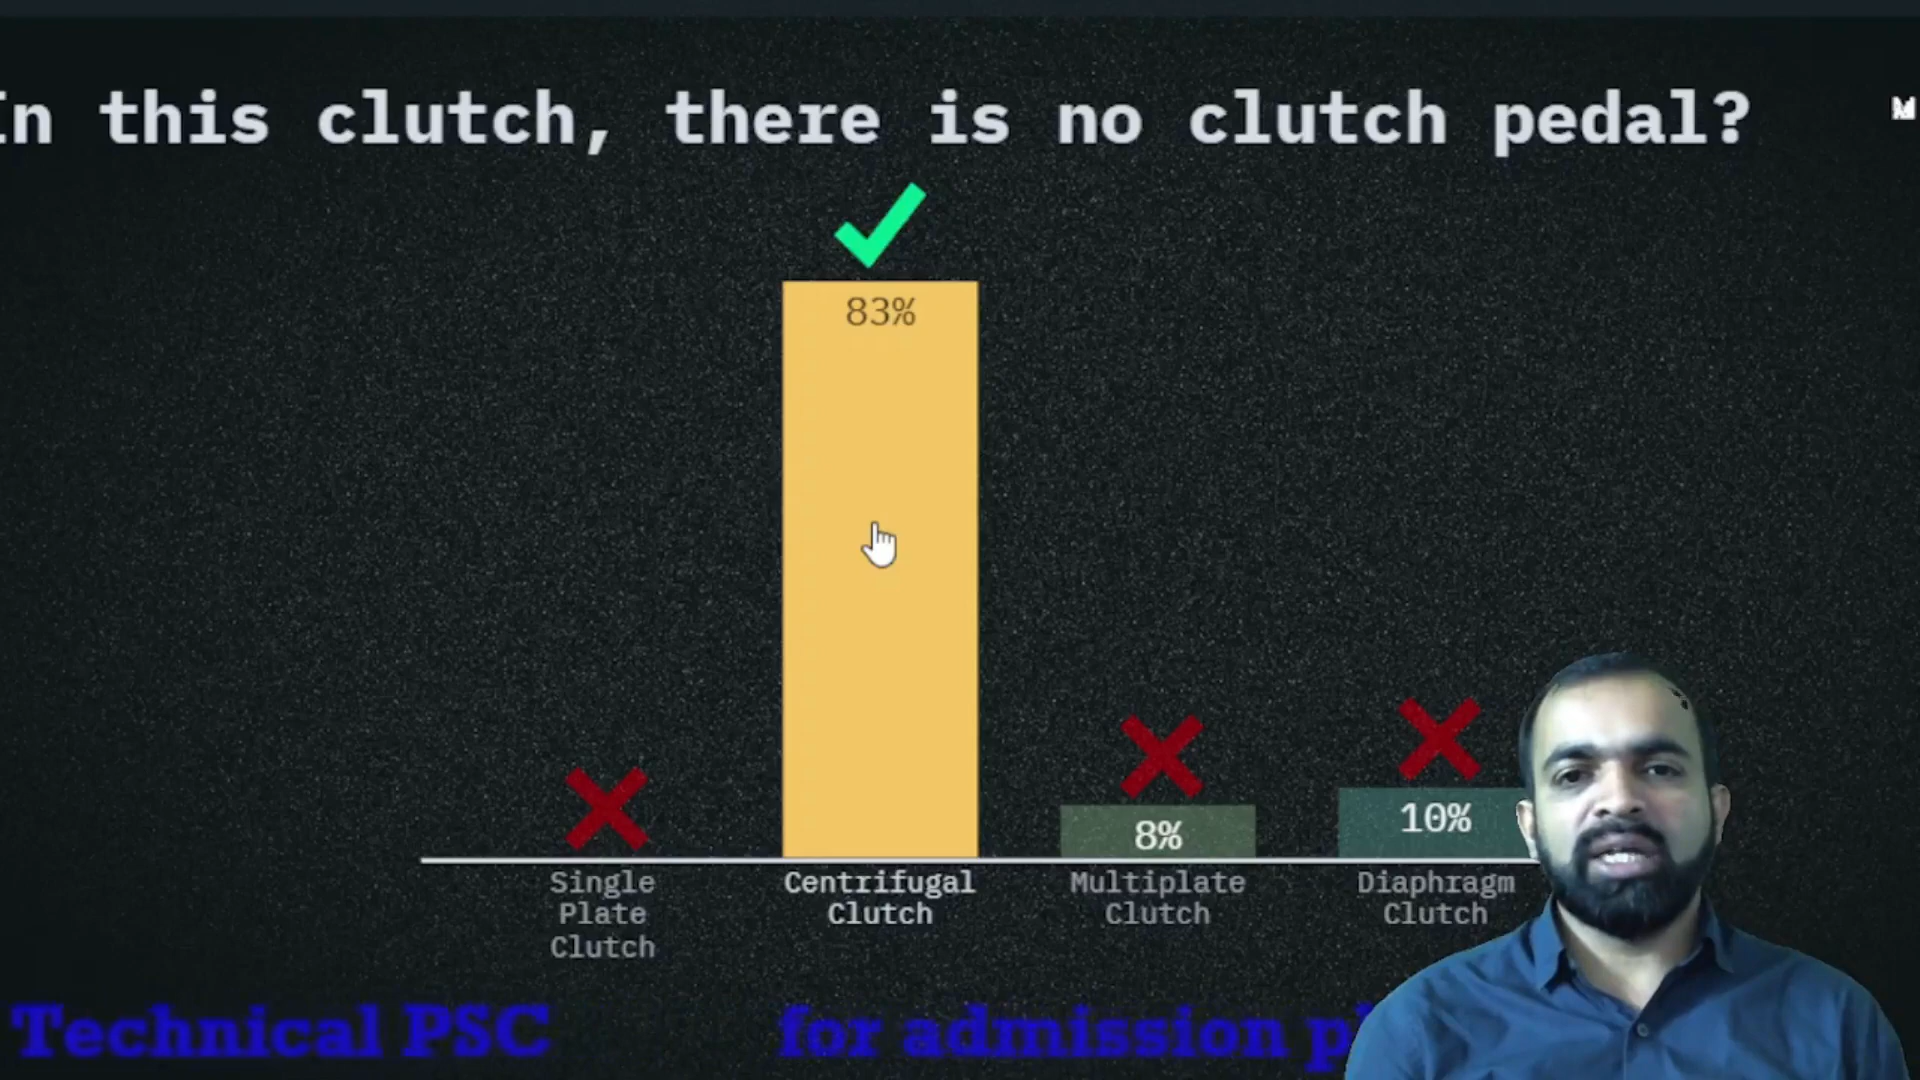 In this clutch, there is no clutch pedal?
M
83%
8%
10%
Single
Plate
Clutch
Centrifugal
Clutch
Multiplate
Clutch
Diaphragm
Clutch
Technical PSC for admission